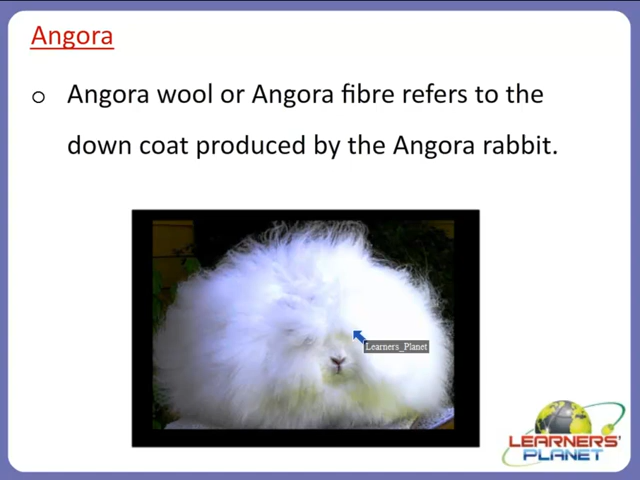 Angora
o Angora wool or Angora fibre refers to the
down coat produced by the Angora rabbit.
Learners_Planet
LEARNERS'
PLANET